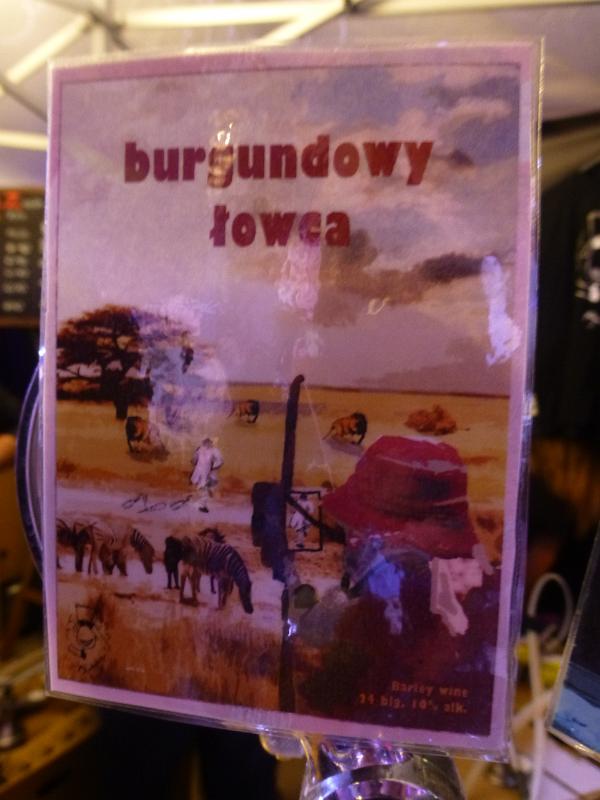 burgundowy
łowca
Barley wine
24 blg, 10% alk.